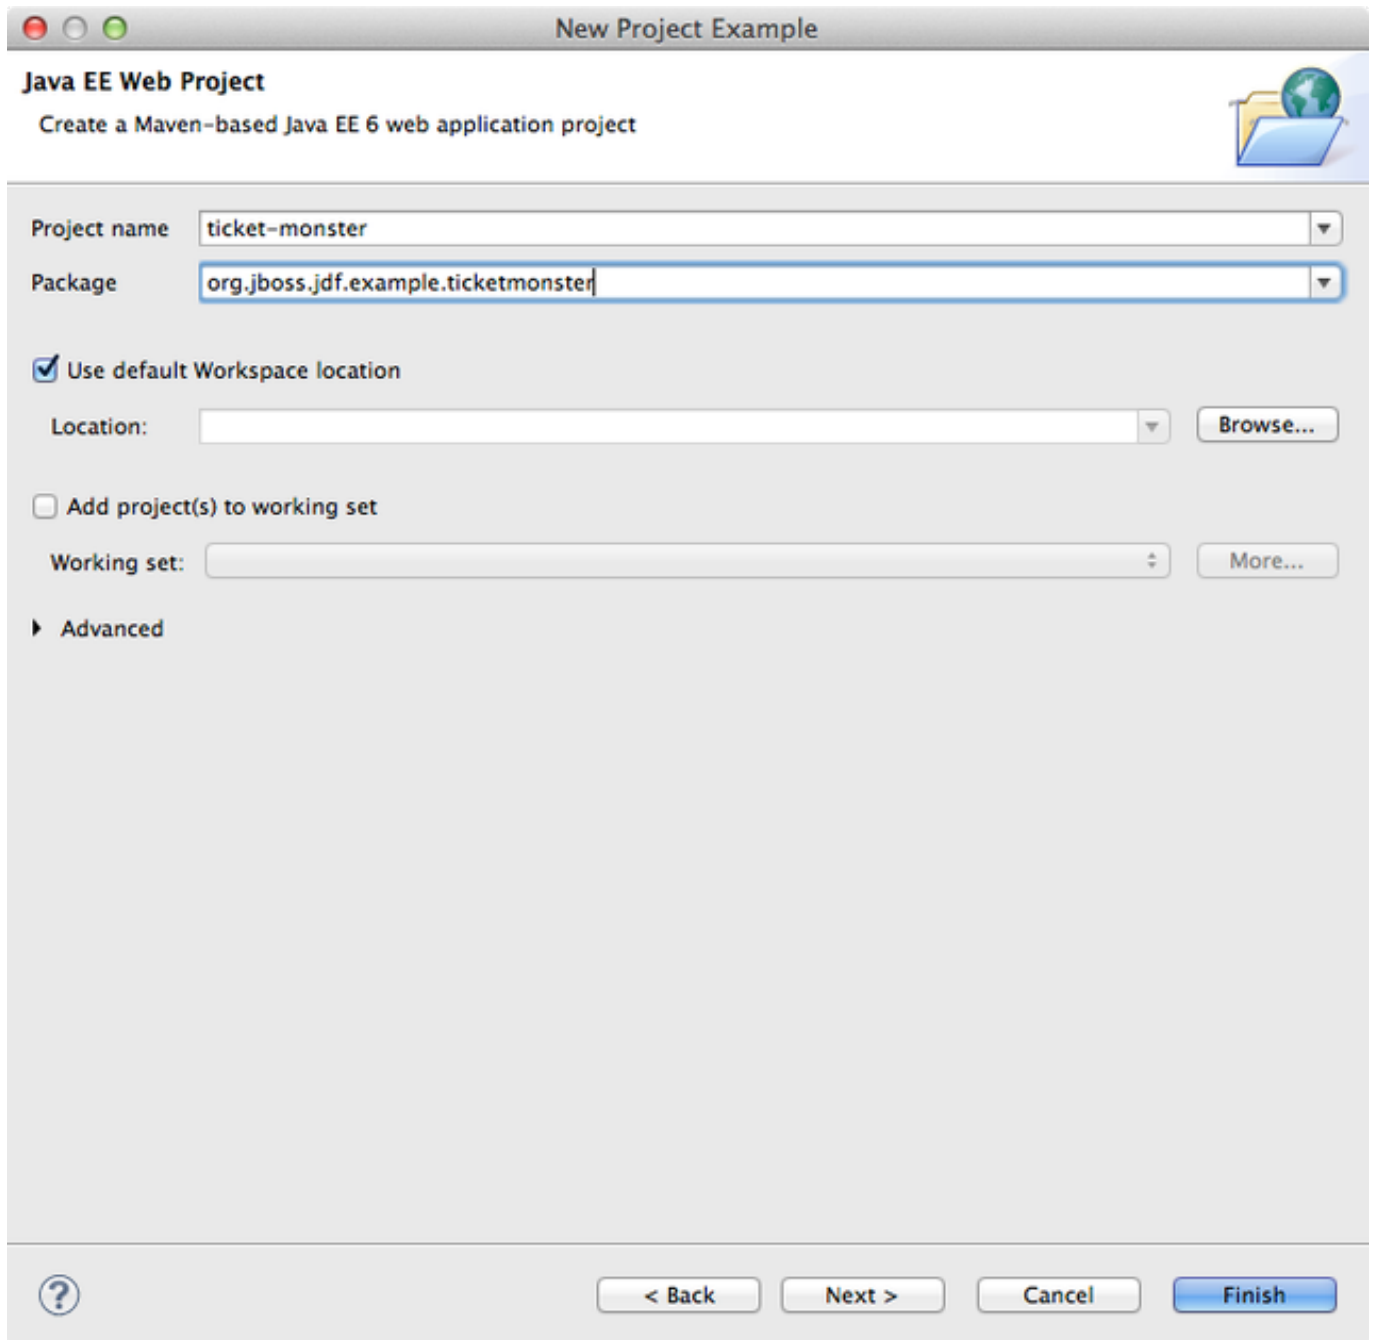 New Project Example
Java EE Web Project
Create a Maven-based Java EE 6 web application project
Project name ticket-monster
Package org.jboss.jdf.example.ticketmonster
Use default Workspace location
Location: Browse...
Add project(s) to working set
Working set: More...
Advanced
? < Back Next > Cancel Finish